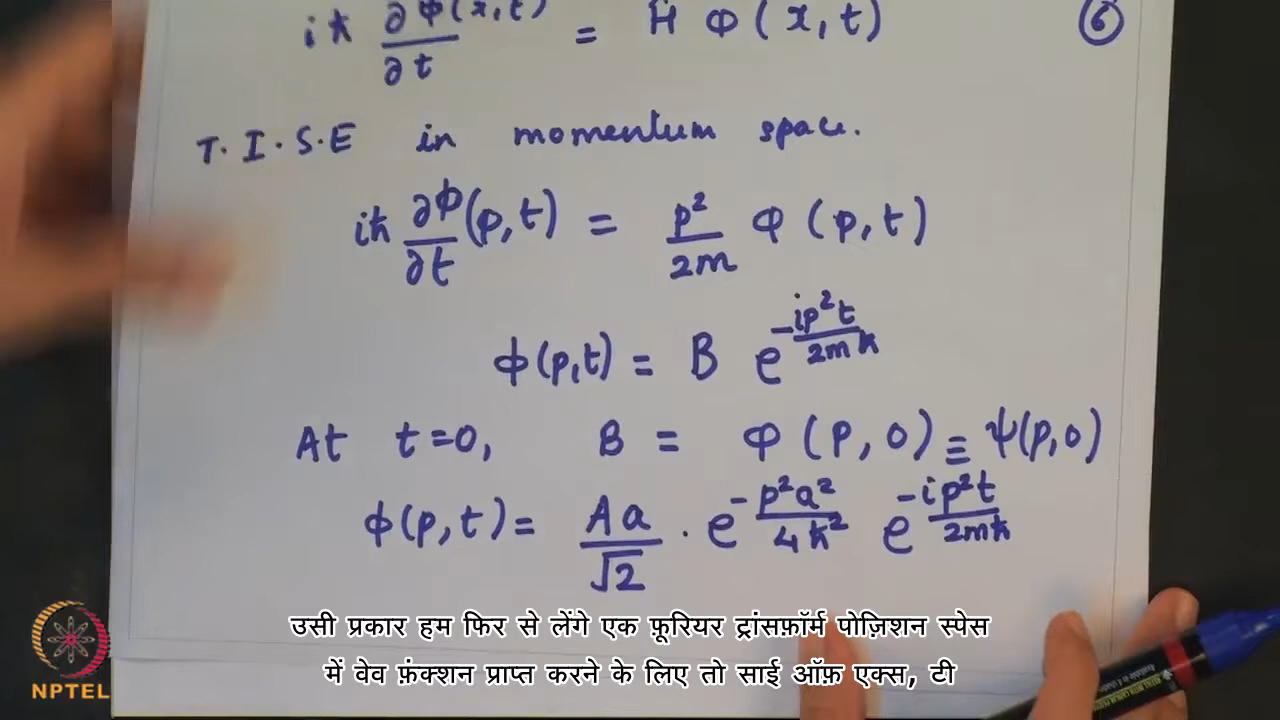 iħ ∂Φ(x,t)/∂t = H Φ(x,t) ⑥
T.I.S.E in momentum space.
iħ ∂Φ/∂t (p,t) = p²/2m Φ(p,t)
ϕ(p,t) = B e^(-ip²t/2mħ)
At t=0, B = Φ(P,0) ≡ ψ(p,0)
ϕ(p,t) = Aa/√2 . e^(-p²a²/4ħ²) e^(-ip²t/2mħ)
उसी प्रकार हम फिर से लेंगे एक फ़ूरियर ट्रांसफ़ॉर्म पोज़िशन स्पेस
में वेव फ़ंक्शन प्राप्त करने के लिए तो साई ऑफ़ एक्स, टी
NPTEL